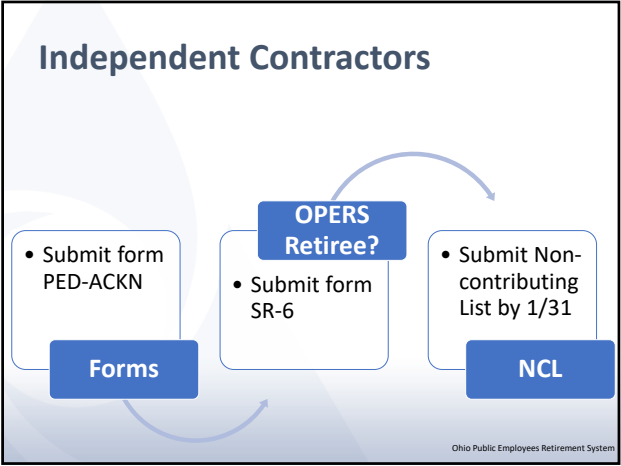 Independent Contractors
• Submit form
PED-ACKN
Forms
OPERS
Retiree?
• Submit form
SR-6
• Submit Non-
contributing
List by 1/31
NCL
Ohio Public Employees Retirement System